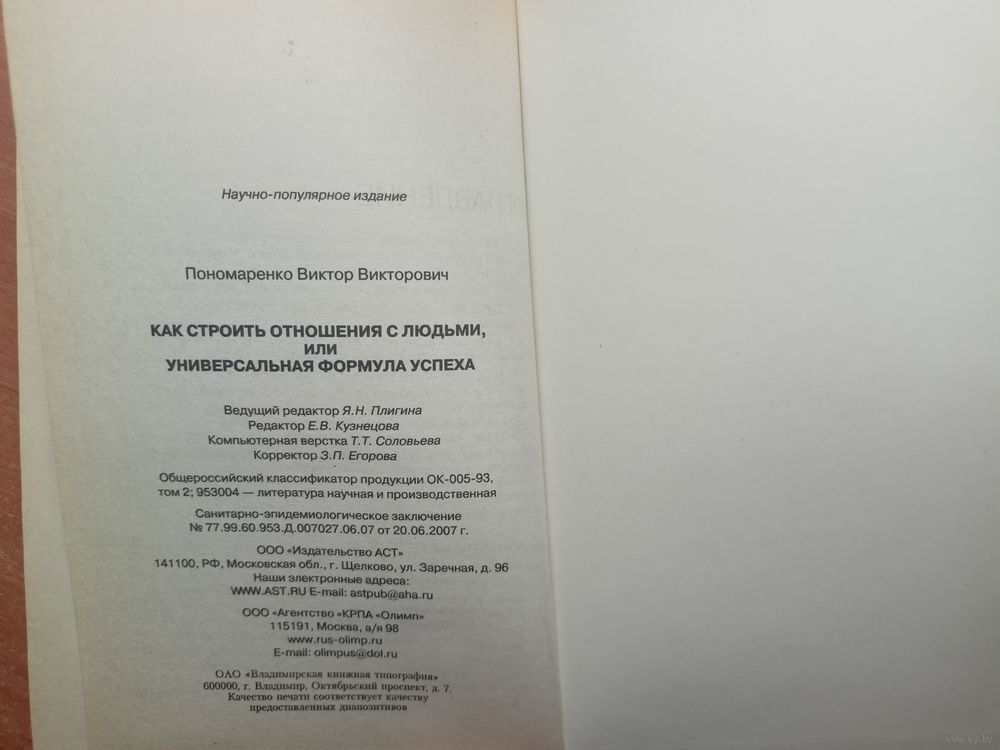 Научно-популярное издание
Пономаренко Виктор Викторович
КАК СТРОИТЬ ОТНОШЕНИЯ С ЛЮДЬМИ,
ИЛИ
УНИВЕРСАЛЬНАЯ ФОРМУЛА УСПЕХА
Ведущий редактор Я.Н. Плигина
Редактор Е.В. Кузнецова
Компьютерная верстка Т.Т. Соловьева
Корректор З.П. Егорова
Общероссийский классификатор продукции ОК-005-93,
том 2; 953004 — литература научная и производственная
Санитарно-эпидемиологическое заключение
№ 77.99.60.953.Д.007027.06.07 от 20.06.2007 г.
ООО «Издательство АСТ»
141100, РФ, Московская обл., г. Щелково, ул. Заречная, д. 96
Наши электронные адреса:
WWW.AST.RU E-mail: astpub@aha.ru
ООО «Агентство «КРПА «Олимп»
115191, Москва, а/я 98
www.rus-olimp.ru
E-mail: olimpus@dol.ru
ОАО «Владимирская книжная типография»
600000, г. Владимир, Октябрьский проспект, д. 7.
Качество печати соответствует качеству
предоставленных диапозитивов
www.ay.by